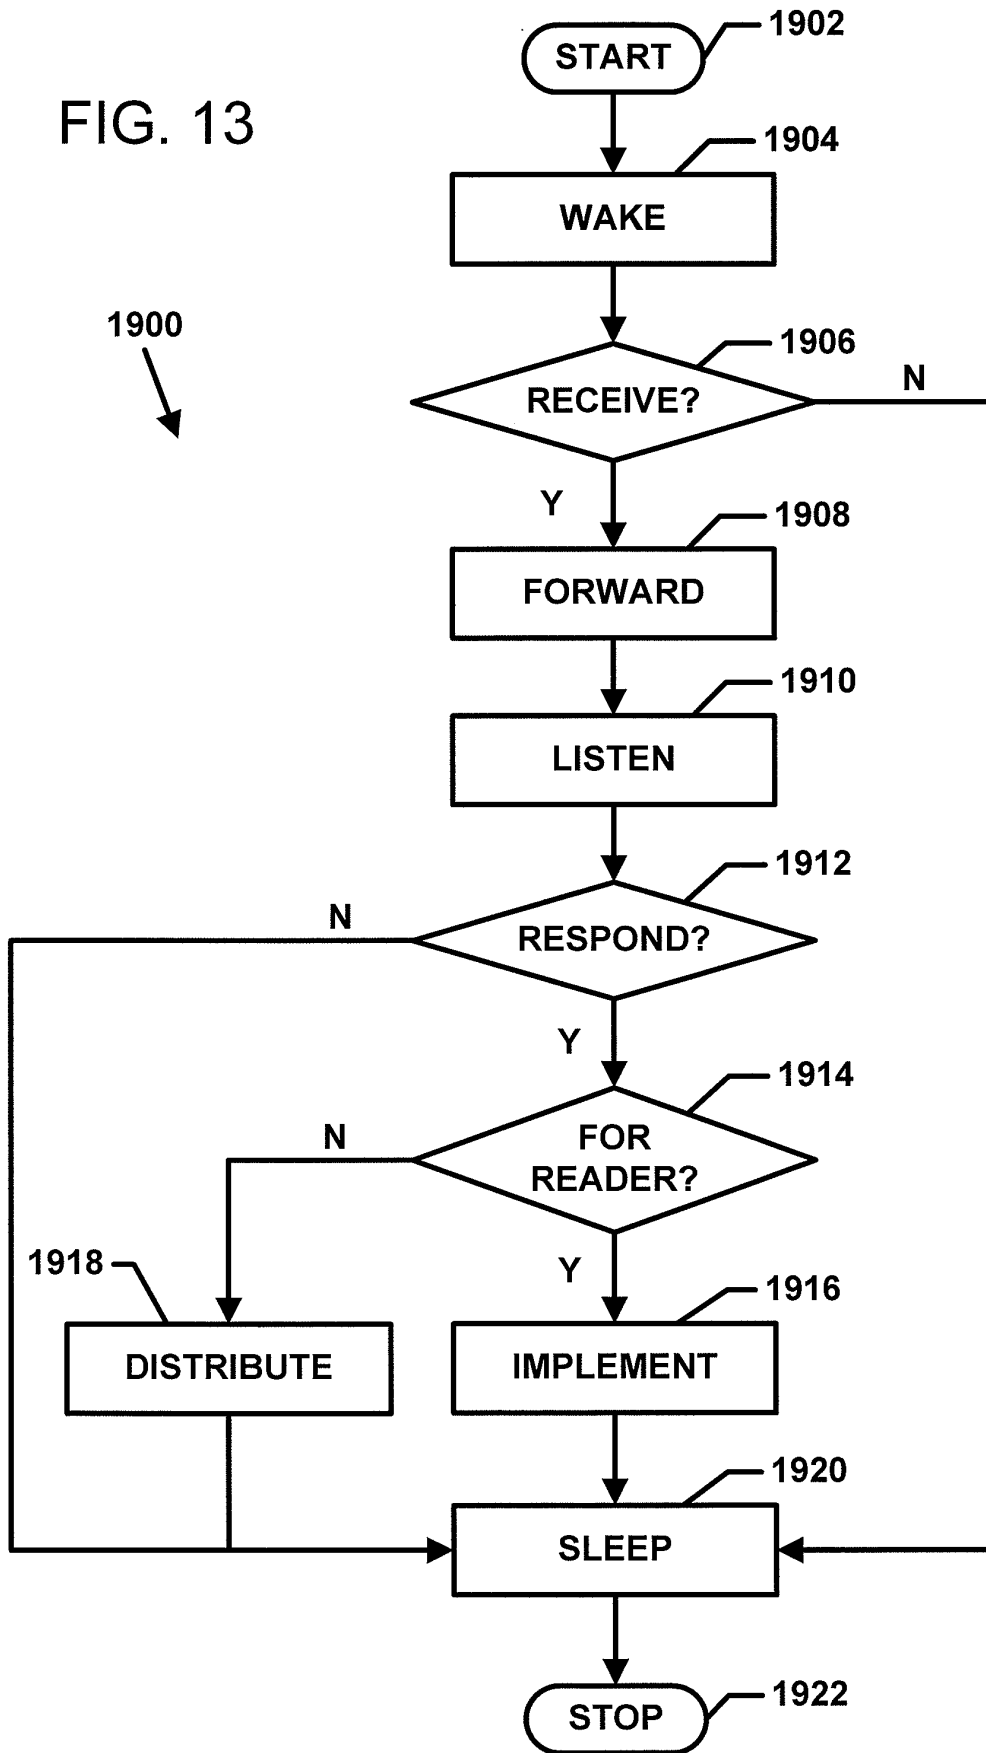 1902
START
FIG. 13
1904
WAKE
1900
1906
RECEIVE?
N
Y
1908
FORWARD
1910
LISTEN
1912
N
RESPOND?
Y
1914
N
FOR
READER?
1918
Y
1916
DISTRIBUTE
IMPLEMENT
1920
SLEEP
1922
STOP